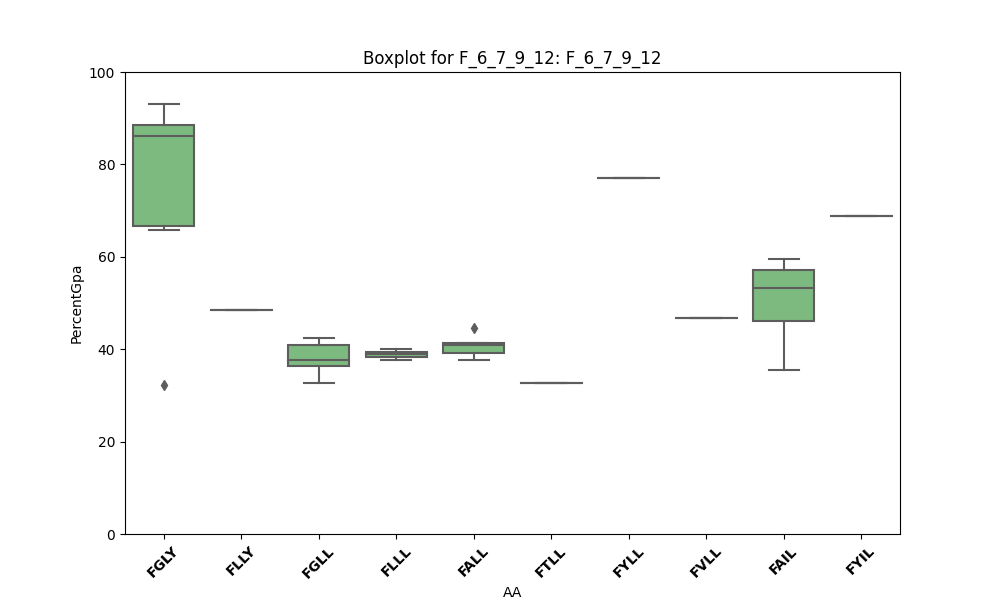 Boxplot for F_6_7_9_12: F_6_7_9_12
100
80
60
40
20
0
PercentGpa
FGLY
FLLY
FGLL
FLLL
FALL
FTLL
FYLL
FVLL
FAIL
FYIL
AA